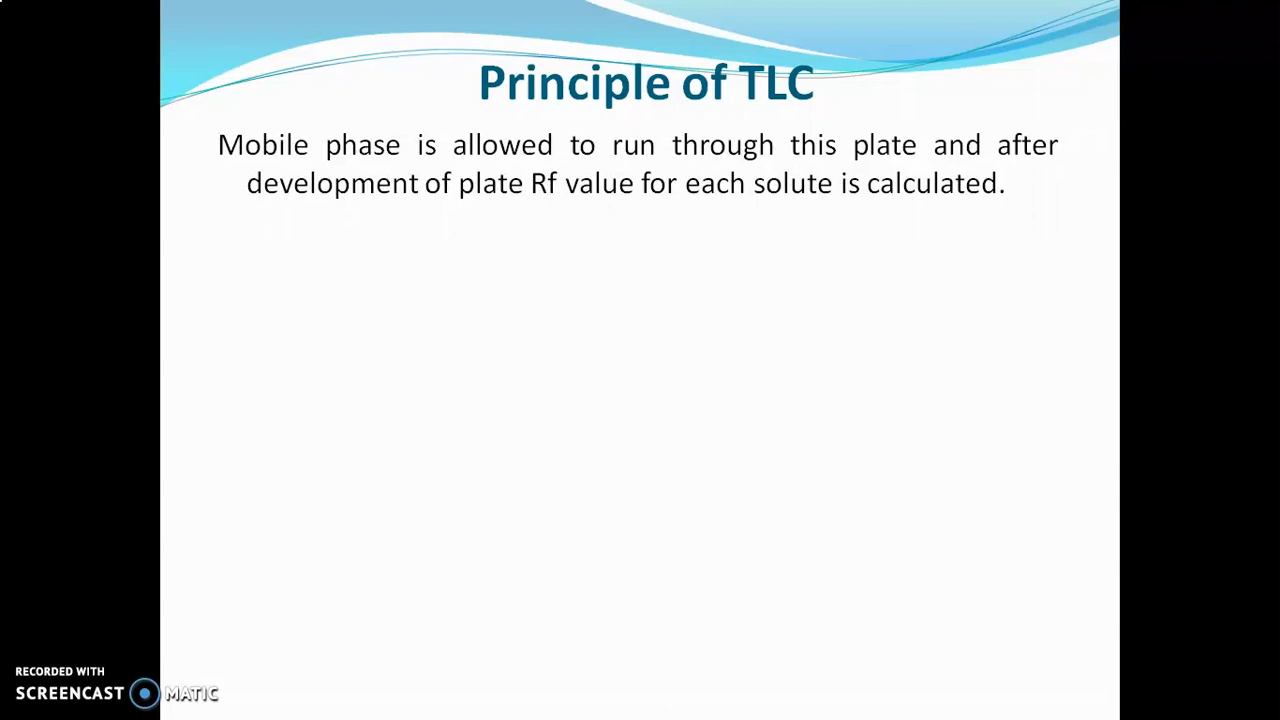 Principle of TLC
Mobile phase is allowed to run through this plate and after
development of plate Rf value for each solute is calculated.
RECORDED WITH
SCREENCAST MATIC